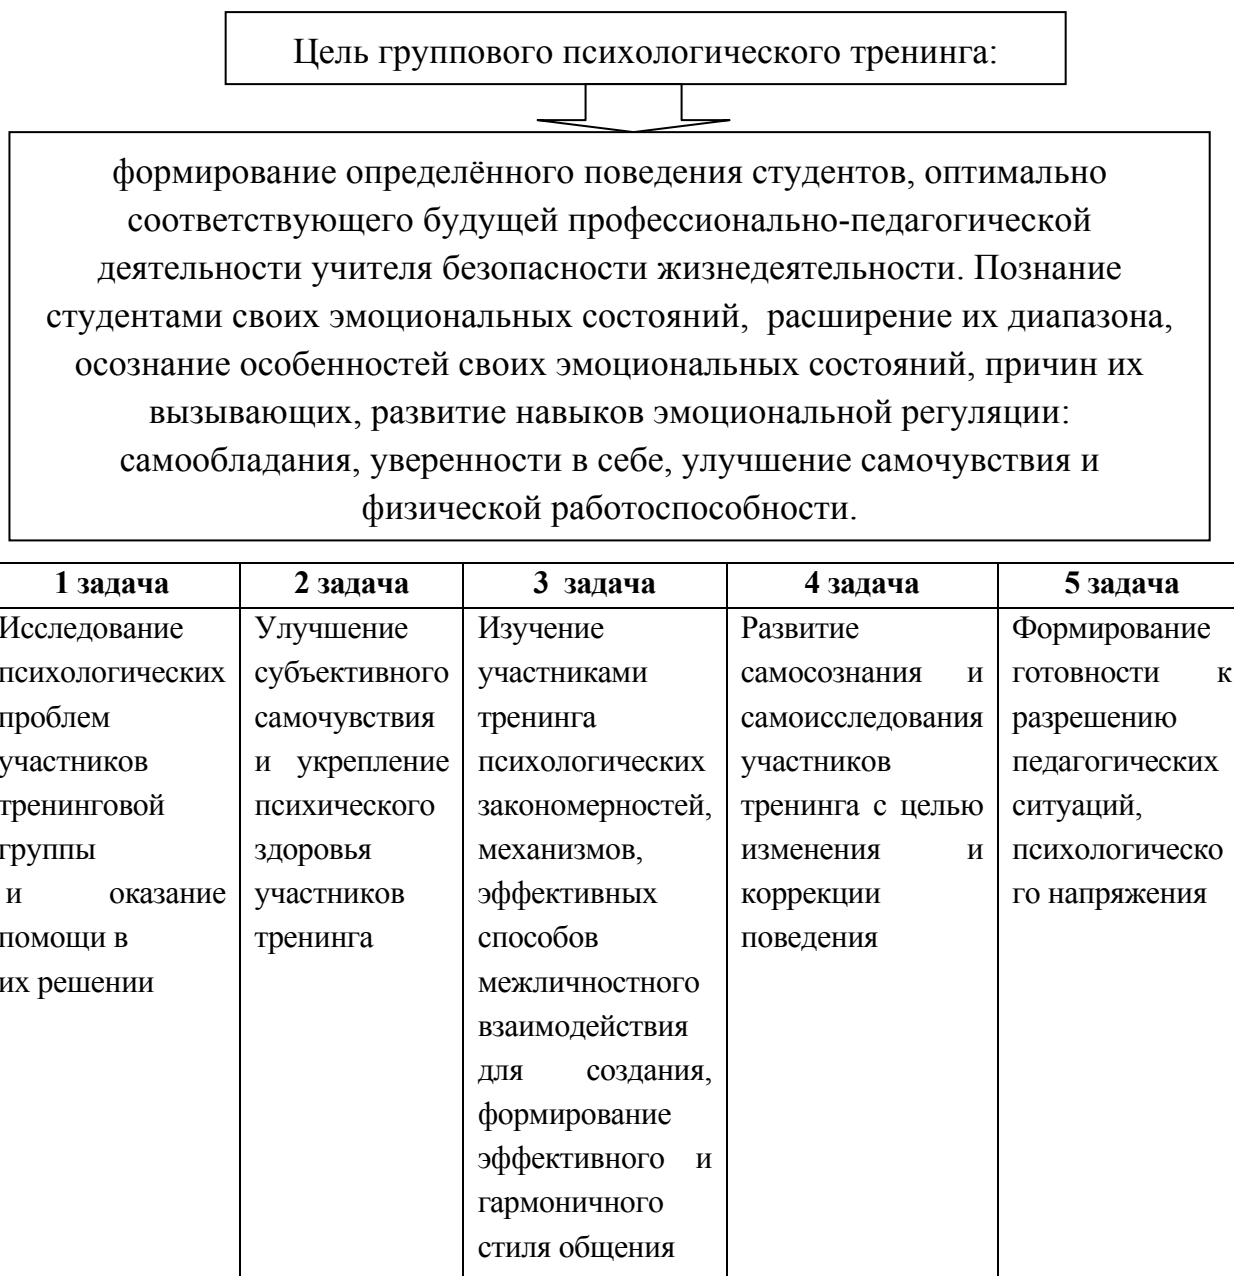 Цель группового психологического тренинга:
формирование определённого поведения студентов, оптимально
соответствующего будущей профессионально-педагогической
деятельности учителя безопасности жизнедеятельности. Познание
студентами своих эмоциональных состояний, расширение их диапазона,
осознание особенностей своих эмоциональных состояний, причин их
вызывающих, развитие навыков эмоциональной регуляции:
самообладания, уверенности в себе, улучшение самочувствия и
физической работоспособности.
1 задача
Исследование
психологических
проблем
участников
тренинговой
группы
и оказание
помощи в
их решении
2 задача
Улучшение
субъективного
самочувствия
и укрепление
психического
здоровья
участников
тренинга
3 задача
Изучение
участниками
тренинга
психологических
закономерностей,
механизмов,
эффективных
способов
межличностного
взаимодействия
для создания,
формирование
эффективного и
гармоничного
стиля общения
4 задача
Развитие
самосознания и
самоисследования
участников
тренинга с целью
изменения и
коррекции
поведения
5 задача
Формирование
готовности к
разрешению
педагогических
ситуаций,
психологическо
го напряжения